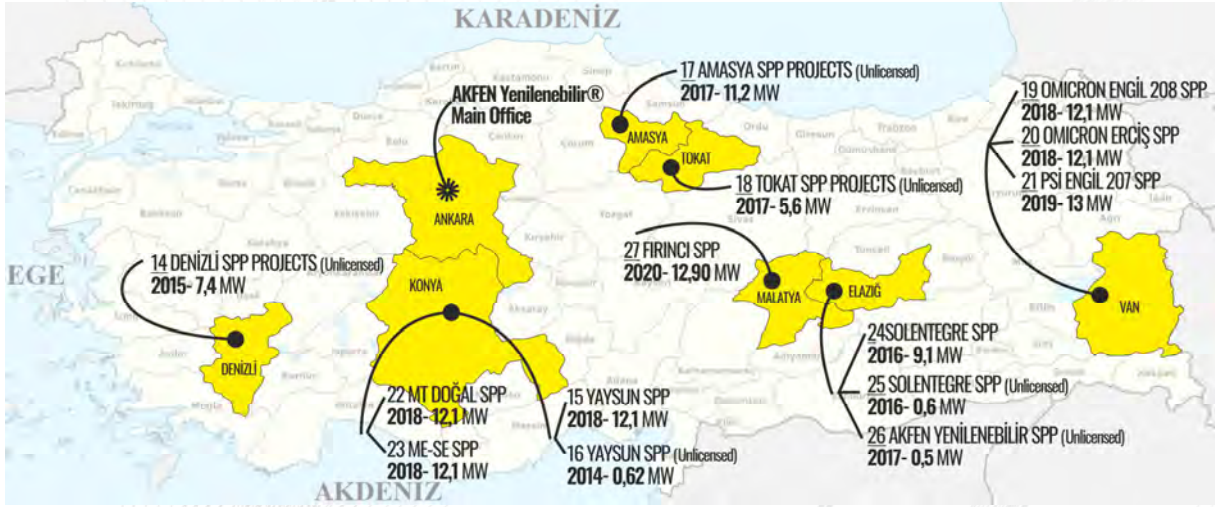 KARADENİZ
17 AMASYA SPP PROJECTS (Unlicensed)
2017- 11,2 MW
AKFEN Yenilenebilir®
Main Office
19 OMICRON ENGİL 208 SPP
2018- 12,1 MW
20 OMICRON ERCİŞ SPP
2018- 12,1 MW
21 PSİ ENGİL 207 SPP
2019- 13 MW
AMASYA
TOKAT
18 TOKAT SPP PROJECTS (Unlicensed)
2017- 5,6 MW
ANKARA
27 FIRINCI SPP
2020- 12,90 MW
14 DENİZLİ SPP PROJECTS (Unlicensed)
2015- 7,4 MW
EGE
KONYA
MALATYA
ELAZIĞ
VAN
DENİZLİ
24SOLENTEGRE SPP
2016- 9,1 MW
25 SOLENTEGRE SPP (Unlicensed)
2016- 0,6 MW
26 AKFEN YENİLENEBİLİR SPP (Unlicensed)
2017- 0,5 MW
22 MT DOĞAL SPP
2018- 12,1 MW
23 ME-SE SPP
2018- 12,1 MW
15 YAYSUN SPP
2018- 12,1 MW
16 YAYSUN SPP (Unlicensed)
2014- 0,62 MW
AKDENİZ